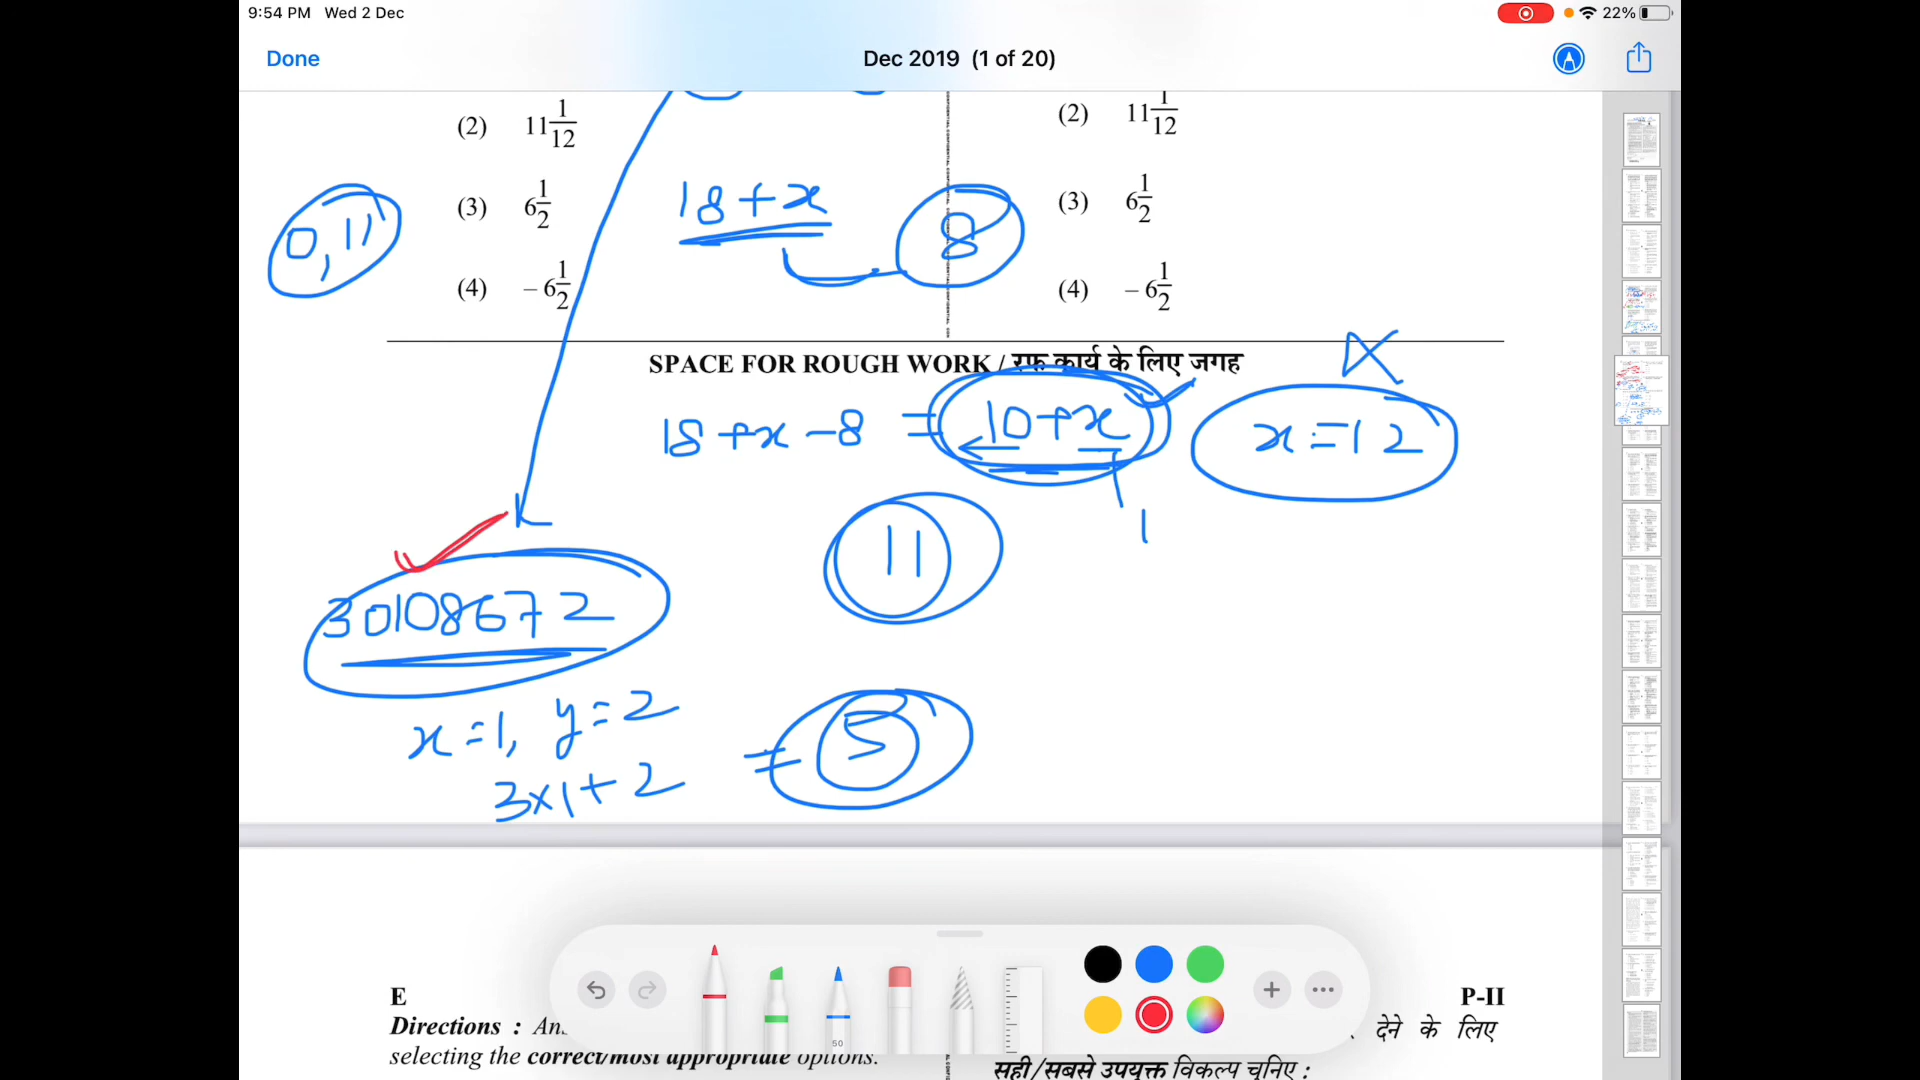 9:54 PM Wed 2 Dec
22%
Done
Dec 2019 (1 of 20)
(2) 11 1/12
(2) 11 1/12
18+x
8
0,11
(3) 6 1/2
(3) 6 1/2
(4) – 6 1/2
(4) – 6 1/2
SPACE FOR ROUGH WORK / रफ कार्य के लिए जगह
18+x-8 = 10+x
x=12
1
11
30108672
x=1, y=2
3x1+2 = 5
E
P-II
Directions : An
देने के लिए
selecting the correct/most appropriate options.
सही/सबसे उपयुक्त विकल्प चुनिए :
50